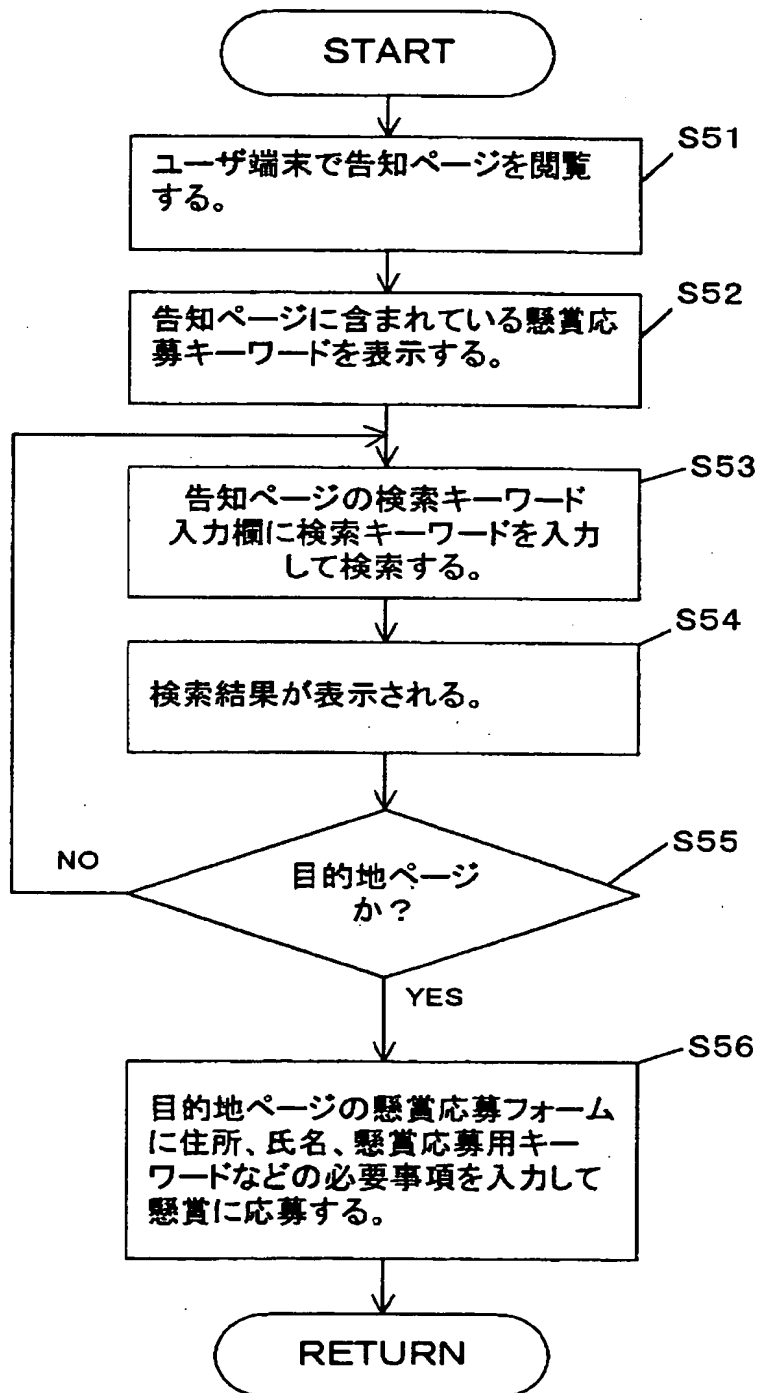 START
S51
ユーザ端末で告知ページを閲覧
する。
S52
告知ページに含まれている懸賞応
募キーワードを表示する。
S53
告知ページの検索キーワード
入力欄に検索キーワードを入力
して検索する。
S54
検索結果が表示される。
S55
目的地ページ
か？
NO
YES
S56
目的地ページの懸賞応募フォーム
に住所、氏名、懸賞応募用キー
ワードなどの必要事項を入力して
懸賞に応募する。
RETURN